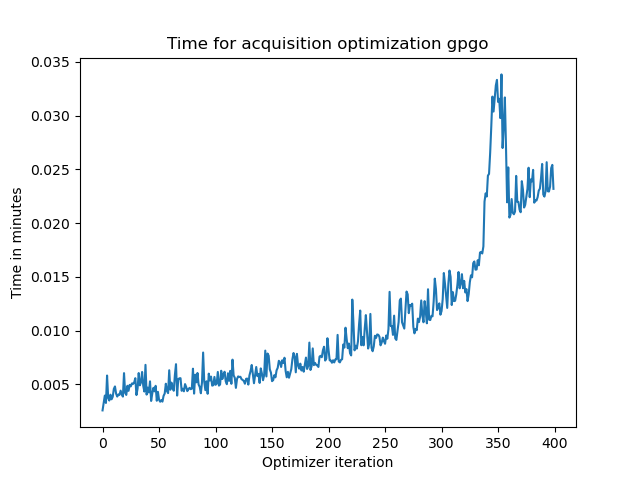 Time for acquisition optimization gpgo
0.035
0.030
0.025
0.020
0.015
0.010
0.005
Time in minutes
0 50 100 150 200 250 300 350 400
Optimizer iteration